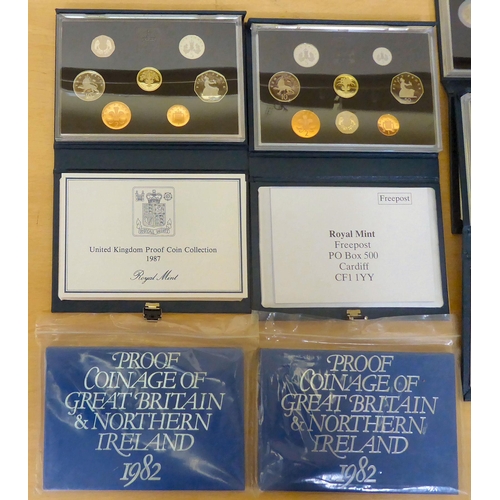 United Kingdom Proof Coin Collection
1987
Royal Mint
Freepost
Royal Mint
Freepost
PO Box 500
Cardiff
CF1 1YY
PROOF
COINAGE OF
GREAT BRITAIN
& NORTHERN
IRELAND
1982
PROOF
COINAGE OF
GREAT BRITAIN
& NORTHERN
IRELAND
1982